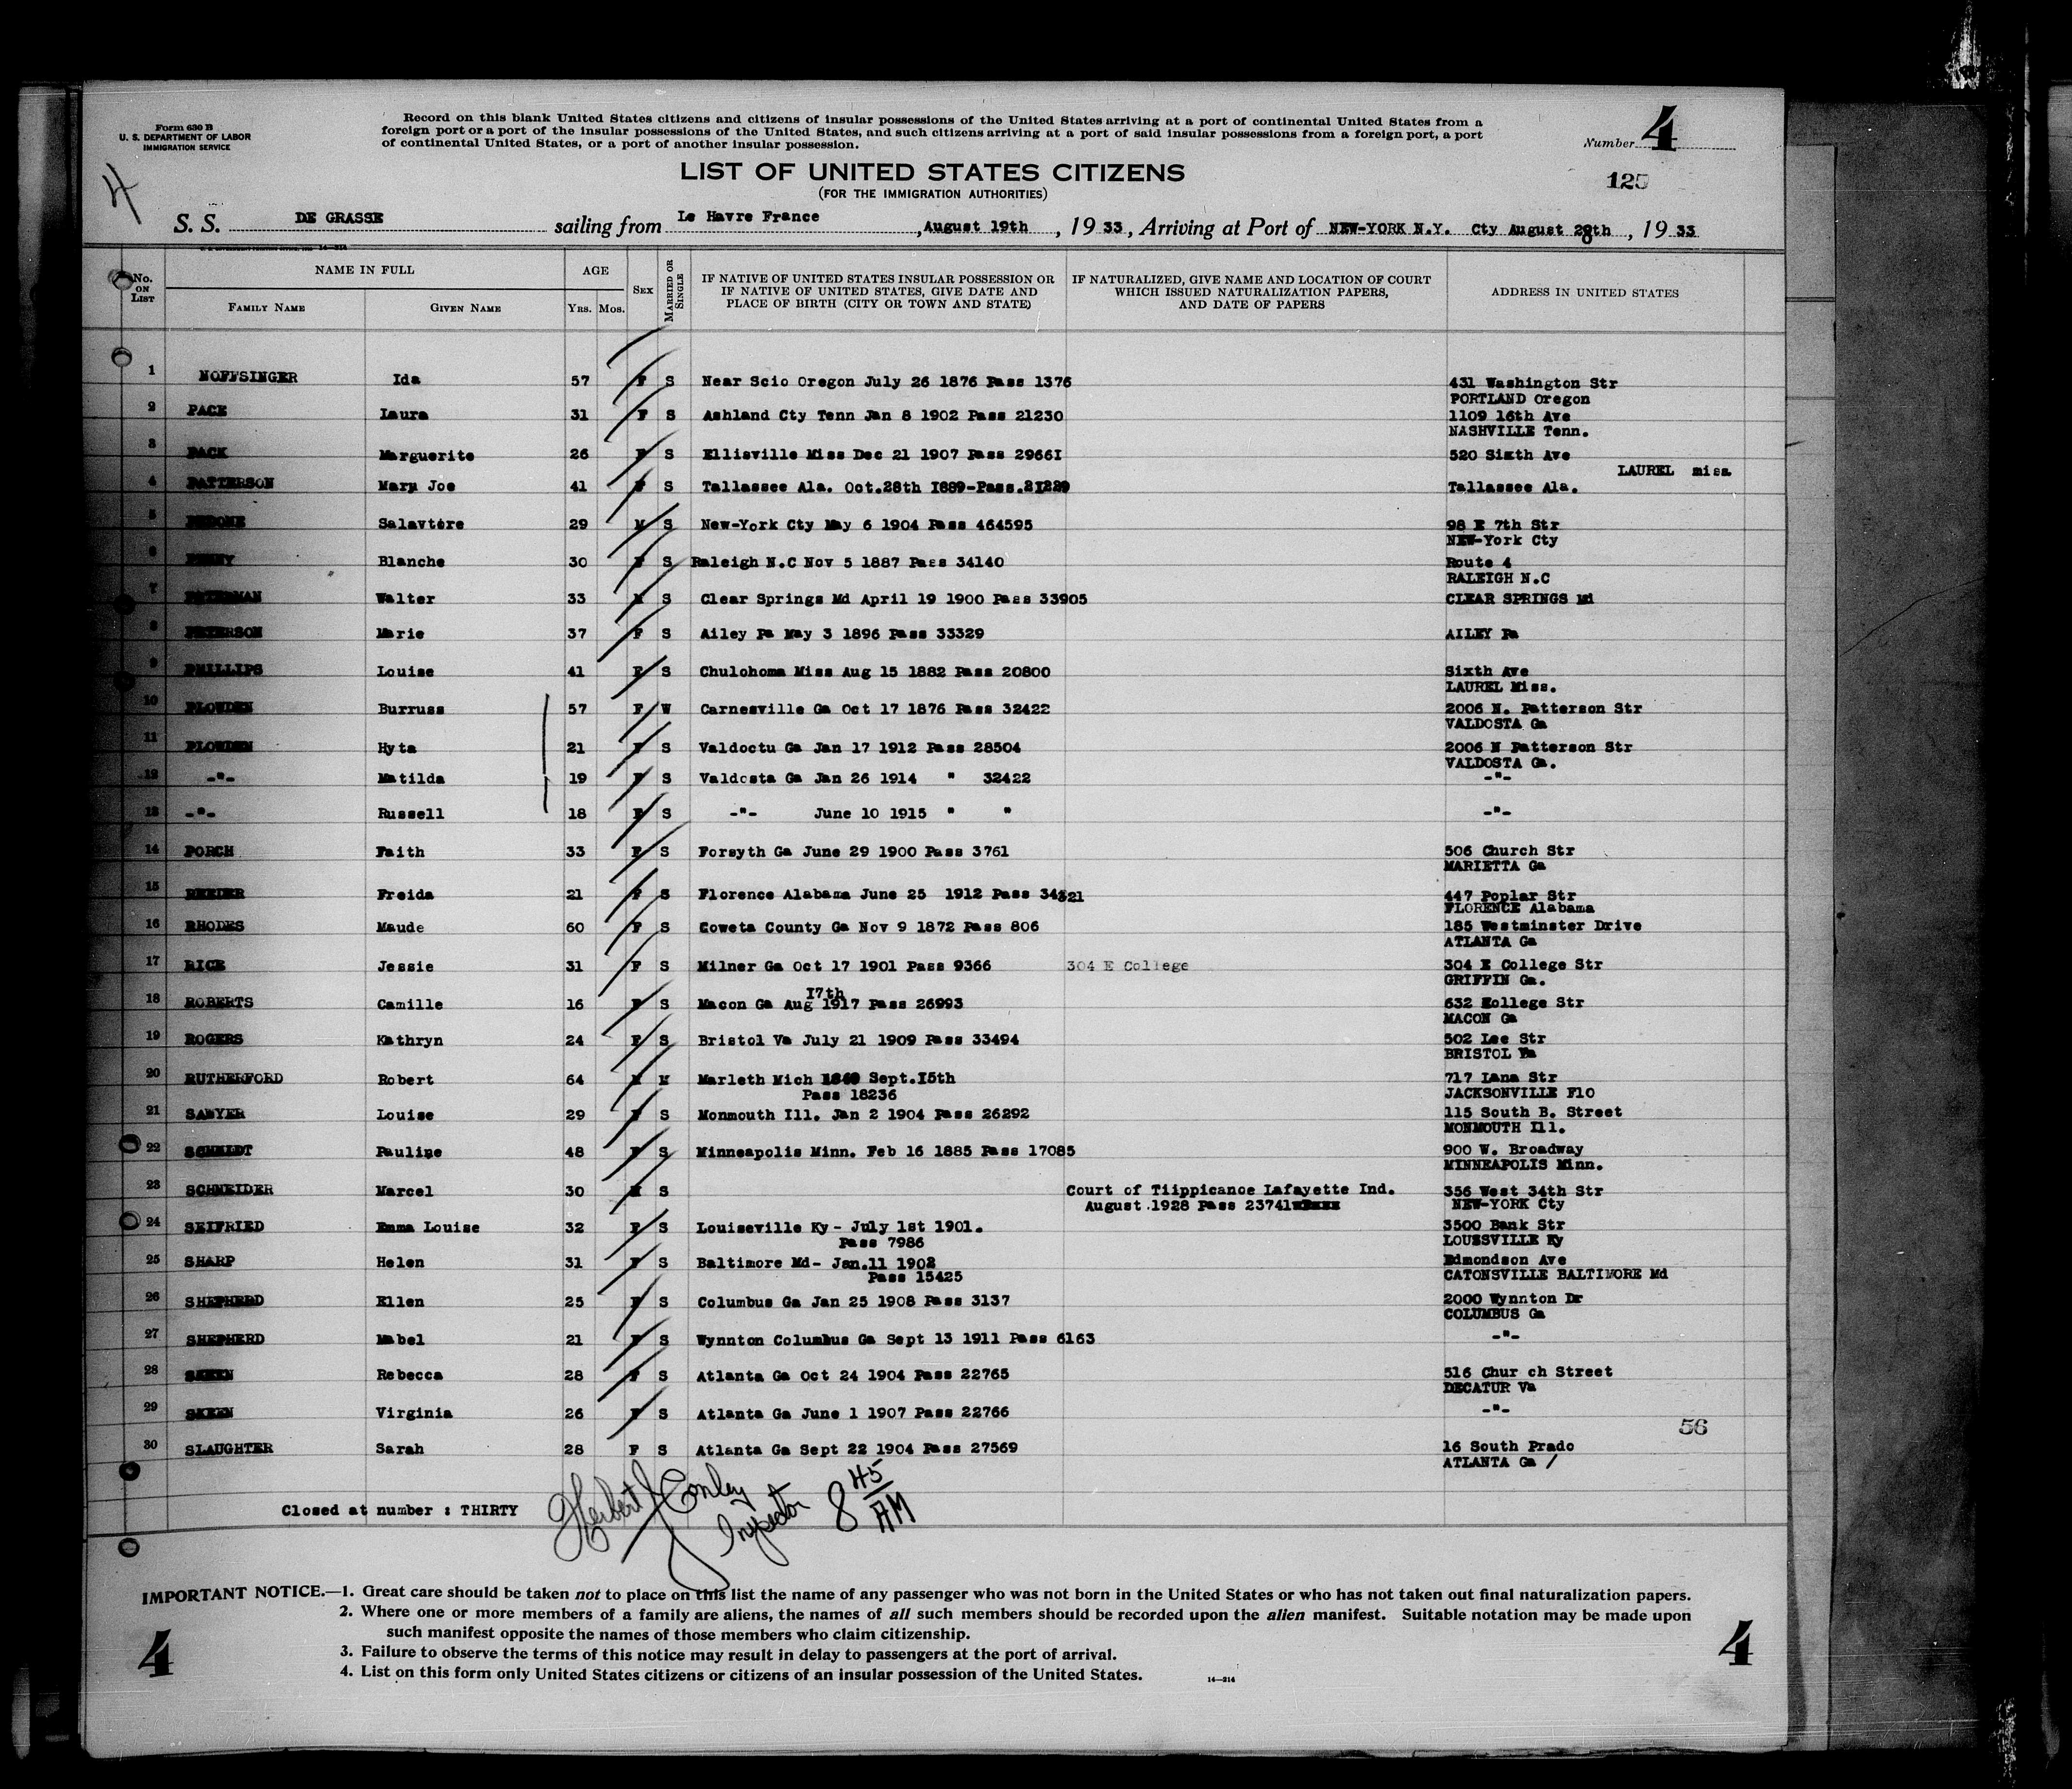 Form 630 B
U. S. DEPARTMENT OF LABOR
IMMIGRATION SERVICE
Record on this blank United States citizens and citizens of insular possessions of the United States arriving at a port of continental United States from a
foreign port or a port of the insular possessions of the United States, and such citizens arriving at a port of said insular possessions from a foreign port, a port
of continental United States, or a port of another insular possession.
Number 4
LIST OF UNITED STATES CITIZENS
(FOR THE IMMIGRATION AUTHORITIES)
125
4
S. S. DE GRASSE sailing from Le Havre France, August 19th, 1933, Arriving at Port of NEW-YORK N.Y. Cty August 28th, 1933
No. ON LIST
NAME IN FULL
FAMILY NAME GIVEN NAME
AGE
YRS. MOS.
SEX
MARRIED OR SINGLE
IF NATIVE OF UNITED STATES INSULAR POSSESSION OR
IF NATIVE OF UNITED STATES, GIVE DATE AND
PLACE OF BIRTH (CITY OR TOWN AND STATE)
IF NATURALIZED, GIVE NAME AND LOCATION OF COURT
WHICH ISSUED NATURALIZATION PAPERS,
AND DATE OF PAPERS
ADDRESS IN UNITED STATES
1 NOFFSINGER Ida 57 F S Near Scio Oregon July 26 1876 Pass 1376 431 Washington Str
PORTLAND Oregon
2 PACE Laura 31 F S Ashland Cty Tenn Jan 8 1902 Pass 21230 1109 16th Ave
NASHVILLE Tenn.
3 PACK Marguerite 26 F S Ellisville Miss Dec 21 1907 Pass 29661 520 Sixth Ave
LAUREL miss
4 PATTERSON Mary Joe 41 F S Tallassee Ala. Oct.28th 1889-Pass.21229 Tallassee Ala.
5 PEDONE Salavtore 29 M S New-York Cty May 6 1904 Pass 464595 98 E 7th Str
NEW-York Cty
6 PENNY Blanche 30 F S Raleigh N.C Nov 5 1887 Pass 34140 Route 4
RALEIGH N.C
7 PETERMAN Walter 33 M S Clear Springs Md April 19 1900 Pass 33905 CLEAR SPRINGS Md
8 PETERSON Marie 37 F S Ailey Pa May 3 1896 Pass 33329 AILEY Pa
9 PHILLIPS Louise 41 F S Chulohoma Miss Aug 15 1882 Pass 20800 Sixth Ave
LAUREL Miss.
10 PLOWDEN Burruss 57 F W Carnesville Ga Oct 17 1876 Pass 32422 2006 N. Patterson Str
VALDOSTA Ga
11 PLOWDEN Hyta 21 F S Valdoctu Ga Jan 17 1912 Pass 28504 2006 N Patterson Str
VALDOSTA Ga.
12 -"- Matilda 19 F S Valdosta Ga Jan 26 1914 " 32422 -"-
13 -"- Russell 18 F S -"- June 10 1915 " " -"-
14 PORCH Faith 33 F S Forsyth Ga June 29 1900 Pass 3761 506 Church Str
MARIETTA Ga
15 REEDER Freida 21 F S Florence Alabama June 25 1912 Pass 34321 447 Poplar Str
FLORENCE Alabama
16 RHODES Maude 60 F S Coweta County Ga Nov 9 1872 Pass 806 185 Westminster Drive
ATLANTA Ga
17 RICE Jessie 31 F S Milner Ga Oct 17 1901 Pass 9366 304 E College 304 E College Str
GRIFFIN Ga.
17th
18 ROBERTS Camille 16 F S Macon Ga Aug 1917 Pass 26993 632 Kollege Str
MACON Ga
19 ROGERS Kathryn 24 F S Bristol Va July 21 1909 Pass 33494 502 Lee Str
BRISTOL Va
20 RUTHERFORD Robert 64 M M Marleth Mich 1869 Sept.15th 717 Lana Str
Pass 18236 JACKSONVILLE Flo
21 SAWYER Louise 29 F S Monmouth Ill. Jan 2 1904 Pass 26292 115 South B. Street
MONMOUTH Ill.
22 SCHMIDT Pauline 48 F S Minneapolis Minn. Feb 16 1885 Pass 17085 900 W. Broadway
MINNEAPOLIS Minn.
23 SCHNEIDER Marcel 30 M S Court of Tiippicanoe Lafayette Ind. 356 West 34th Str
August.1928 Pass 23741 NEW-YORK Cty
24 SEIFRIED Emma Louise 32 F S Louiseville Ky - July 1st 1901. 3500 Bank Str
Pass 7986 LOUSSVILLE Ky
25 SHARP Helen 31 F S Baltimore Md- Jan.11 1902 Edmondson Ave
Pass 15425 CATONSVILLE BALTIMORE Md
26 SHEPHERD Ellen 25 F S Columbus Ga Jan 25 1908 Pass 3137 2000 Wynnton Dr
COLUMBUS Ga
27 SHEPHERD Mabel 21 F S Wynnton Columbus Ga Sept 13 1911 Pass 6163 -"-
28 SKEEN Rebecca 28 F S Atlanta Ga Oct 24 1904 Pass 22765 516 Chur ch Street
DECATUR Va
29 SKEEN Virginia 26 F S Atlanta Ga June 1 1907 Pass 22766 -"-
56
30 SLAUGHTER Sarah 28 F S Atlanta Ga Sept 22 1904 Pass 27569 16 South Prado
ATLANTA Ga /
Closed at number : THIRTY
Herbert J Conley
Inspector 8 45 AM
IMPORTANT NOTICE.—1. Great care should be taken not to place on this list the name of any passenger who was not born in the United States or who has not taken out final naturalization papers.
2. Where one or more members of a family are aliens, the names of all such members should be recorded upon the alien manifest. Suitable notation may be made upon
such manifest opposite the names of those members who claim citizenship.
3. Failure to observe the terms of this notice may result in delay to passengers at the port of arrival.
4. List on this form only United States citizens or citizens of an insular possession of the United States.
14—214
4 4